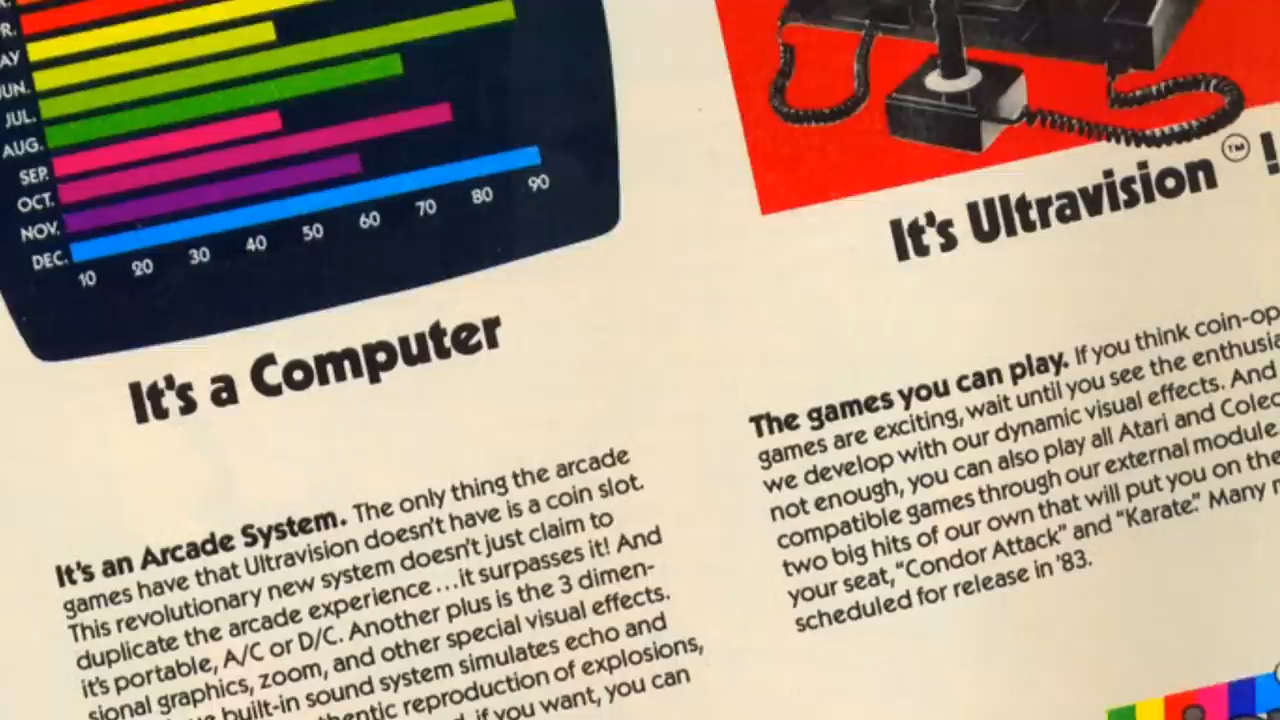 R.
AY
JUN.
JUL.
AUG.
SEP.
OCT.
NOV.
DEC.
10 20 30 40 50 60 70 80 90
It's a Computer
It's an Arcade System. The only thing the arcade
games have that Ultravision doesn't have is a coin slot.
This revolutionary new system doesn't just claim to
duplicate the arcade experience...it surpasses it! And
it's portable, A/C or D/C. Another plus is the 3 dimen-
sional graphics, zoom, and other special visual effects.
built-in sound system simulates echo and
thentic reproduction of explosions,
if you want, you can
It's Ultravision™!
The games you can play. If you think coin-op
games are exciting, wait until you see the enthusia
we develop with our dynamic visual effects. And
not enough, you can also play all Atari and Colec
compatible games through our external module.
two big hits of our own that will put you on the
your seat, "Condor Attack" and "Karate." Many
scheduled for release in '83.